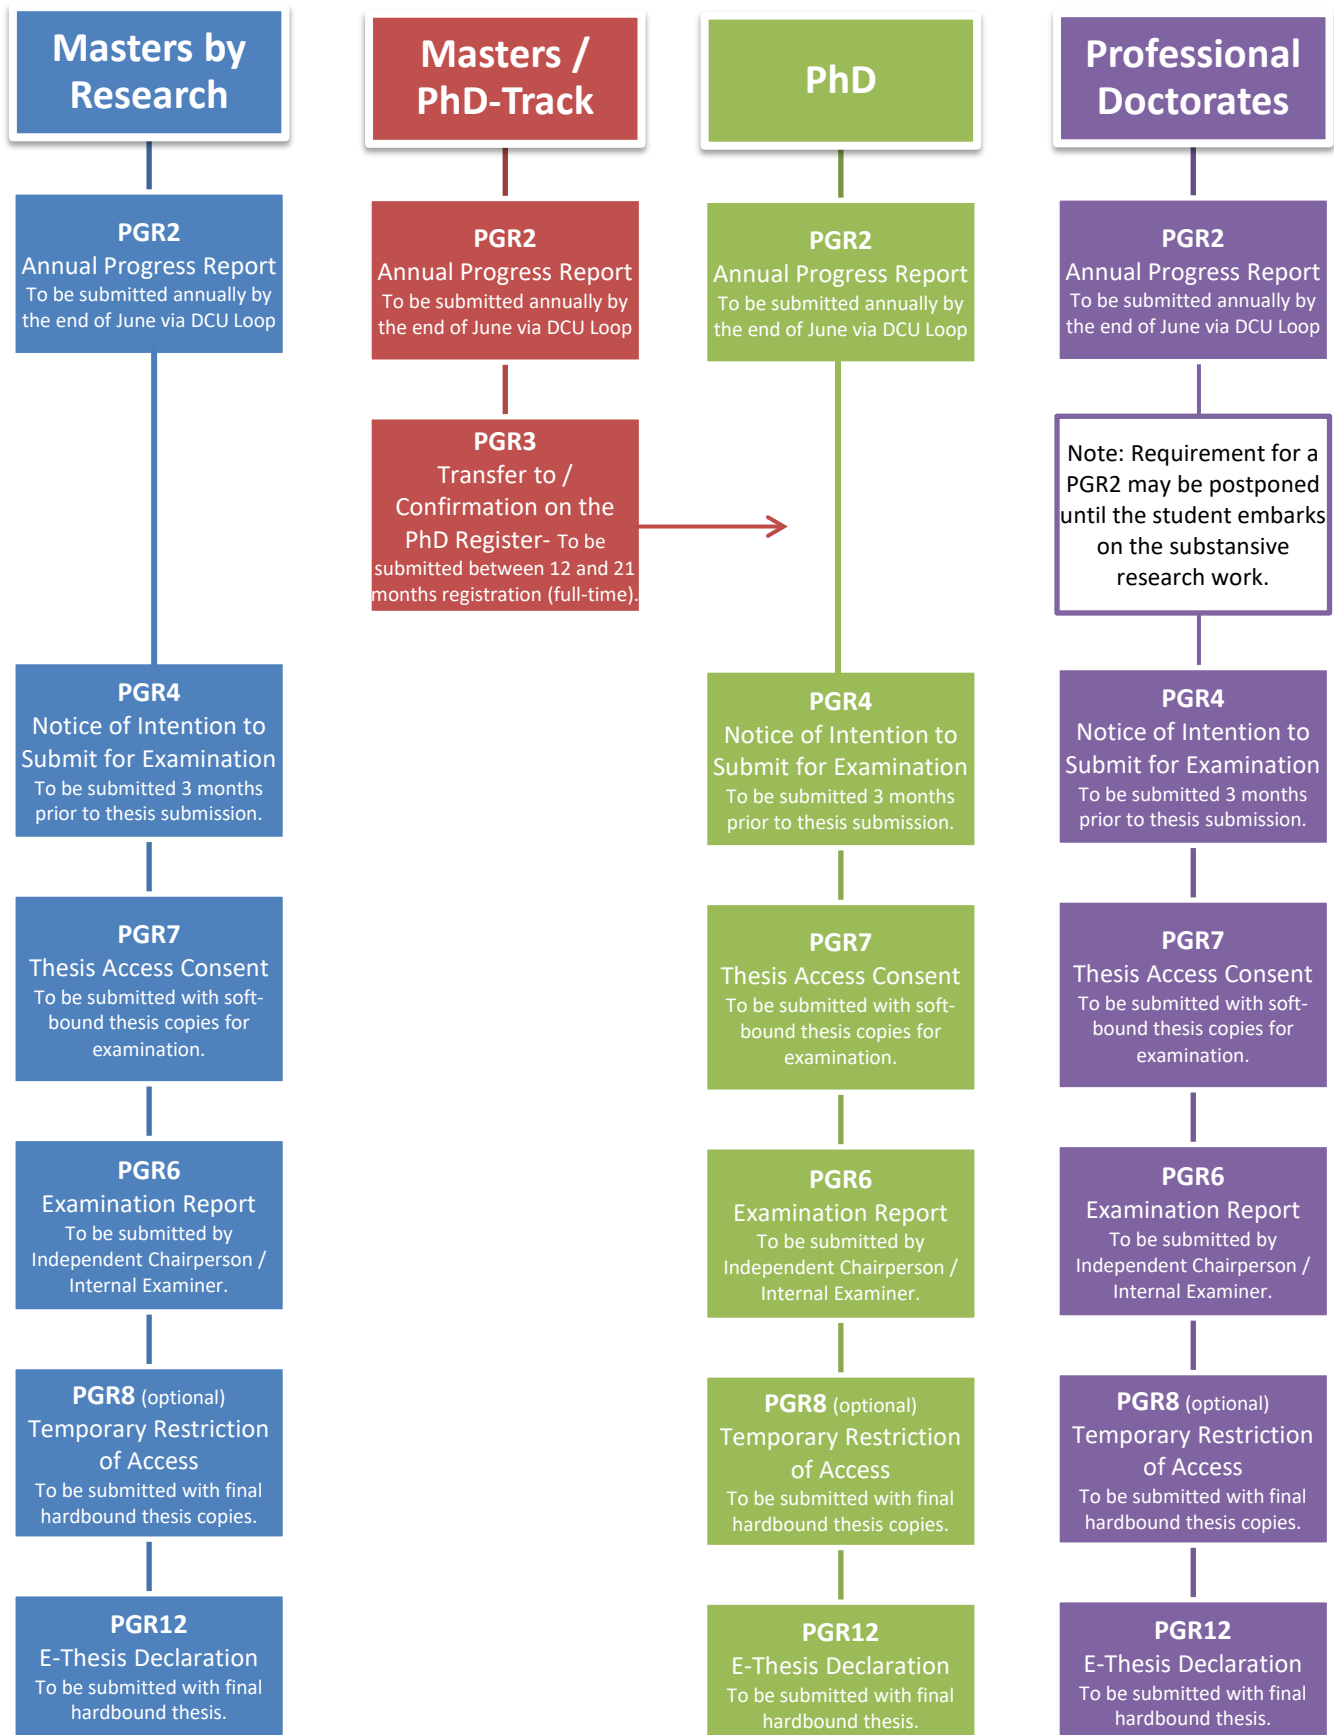 Masters by
Research
PGR2
Annual Progress Report
To be submitted annually by
the end of June via DCU Loop
PGR4
Notice of Intention to
Submit for Examination
To be submitted 3 months
prior to thesis submission.
PGR7
Thesis Access Consent
To be submitted with soft-
bound thesis copies for
examination.
PGR6
Examination Report
To be submitted by
Independent Chairperson /
Internal Examiner.
PGR8 (optional)
Temporary Restriction
of Access
To be submitted with final
hardbound thesis copies.
PGR12
E-Thesis Declaration
To be submitted with final
hardbound thesis.
Masters /
PhD-Track
PGR2
Annual Progress Report
To be submitted annually by
the end of June via DCU Loop
PGR3
Transfer to /
Confirmation on the
PhD Register- To be
submitted between 12 and 21
months registration (full-time).
PhD
PGR2
Annual Progress Report
To be submitted annually by
the end of June via DCU Loop
PGR4
Notice of Intention to
Submit for Examination
To be submitted 3 months
prior to thesis submission.
PGR7
Thesis Access Consent
To be submitted with soft-
bound thesis copies for
examination.
PGR6
Examination Report
To be submitted by
Independent Chairperson /
Internal Examiner.
PGR8 (optional)
Temporary Restriction
of Access
To be submitted with final
hardbound thesis copies.
PGR12
E-Thesis Declaration
To be submitted with final
hardbound thesis.
Professional
Doctorates
PGR2
Annual Progress Report
To be submitted annually by
the end of June via DCU Loop
Note: Requirement for a
PGR2 may be postponed
until the student embarks
on the substansive
research work.
PGR4
Notice of Intention to
Submit for Examination
To be submitted 3 months
prior to thesis submission.
PGR7
Thesis Access Consent
To be submitted with soft-
bound thesis copies for
examination.
PGR6
Examination Report
To be submitted by
Independent Chairperson /
Internal Examiner.
PGR8 (optional)
Temporary Restriction
of Access
To be submitted with final
hardbound thesis copies.
PGR12
E-Thesis Declaration
To be submitted with final
hardbound thesis.